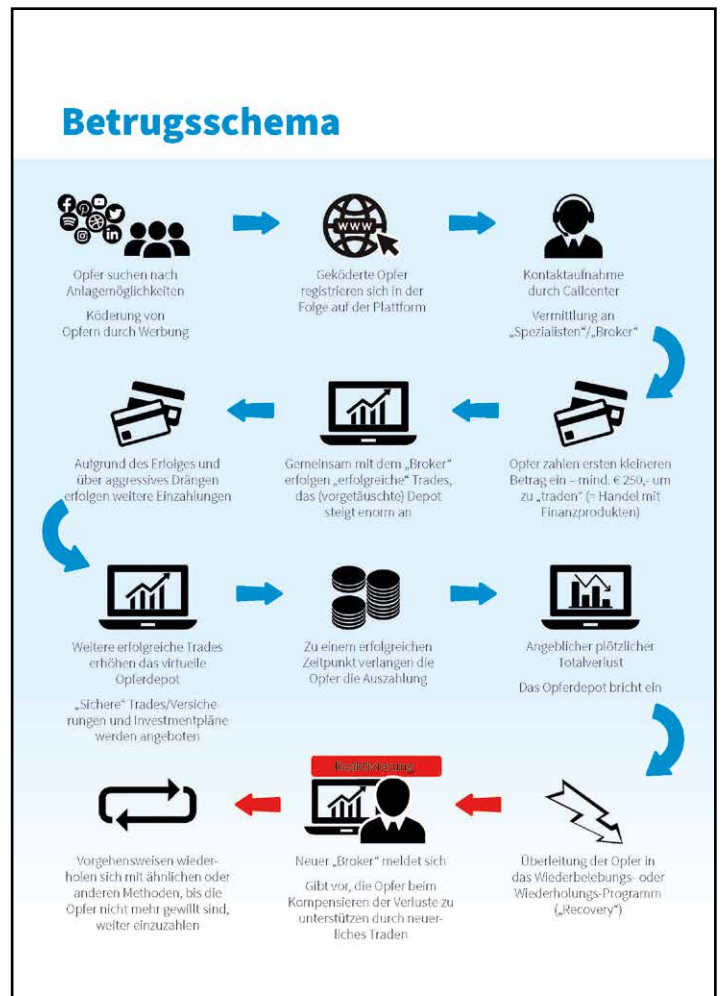 Betrugsschema
Opfer suchen nach
Anlagemöglichkeiten
Köderung von
Opfern durch Werbung
WWW
Geköderte Opfer
registrieren sich in der
Folge auf der Plattform
Kontaktaufnahme
durch Callcenter
Vermittlung an
„Spezialisten“/„Broker“
Opfer zahlen ersten kleineren
Betrag ein – mind. € 250,- um
zu „traden“ (= Handel mit
Finanzprodukten)
Gemeinsam mit dem „Broker“
erfolgen „erfolgreiche“ Trades,
das (vorgetäuschte) Depot
steigt enorm an
Aufgrund des Erfolges und
über aggressives Drängen
erfolgen weitere Einzahlungen
Weitere erfolgreiche Trades
erhöhen das virtuelle
Opferdepot
„Sichere“ Trades/Versiche-
rungen und Investmentpläne
werden angeboten
Zu einem erfolgreichen
Zeitpunkt verlangen die
Opfer die Auszahlung
Angeblicher plötzlicher
Totalverlust
Das Opferdepot bricht ein
Überleitung der Opfer in
das Wiederbelebungs- oder
Wiederholungs-Programm
(„Recovery“)
Reaktivierung
Neuer „Broker“ meldet sich
Gibt vor, die Opfer beim
Kompensieren der Verluste zu
unterstützen durch neuer-
liches Traden
Vorgehensweisen wieder-
holen sich mit ähnlichen oder
anderen Methoden, bis die
Opfer nicht mehr gewillt sind,
weiter einzuzahlen